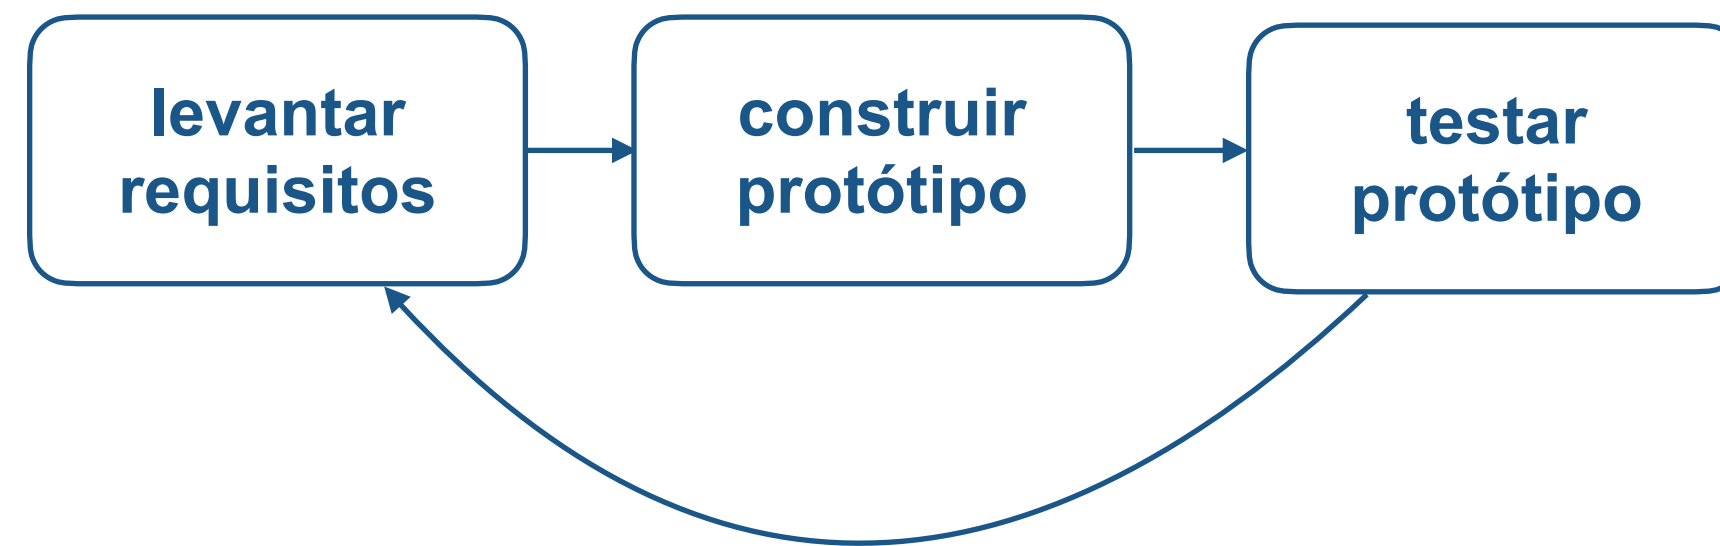 levantar
requisitos
construir
protótipo
testar
protótipo